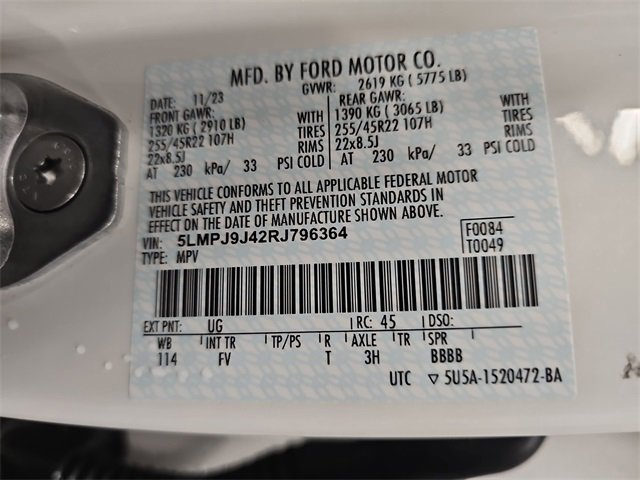 MFD. BY FORD MOTOR CO.
DATE: 11/23 GVWR: 2619 KG ( 5775 LB)
FRONT GAWR: WITH REAR GAWR: WITH
1320 KG ( 2910 LB) TIRES 1390 KG ( 3065 LB) TIRES
255/45R22 107H RIMS 255/45R22 107H RIMS
22x8.5J 22x8.5J
AT 230 kPa/ 33 PSI COLD AT 230 kPa/ 33 PSI COLD
THIS VEHICLE CONFORMS TO ALL APPLICABLE FEDERAL MOTOR
VEHICLE SAFETY AND THEFT PREVENTION STANDARDS IN
EFFECT ON THE DATE OF MANUFACTURE SHOWN ABOVE.
VIN: 5LMPJ9J42RJ796364 F0084
TYPE: MPV T0049
EXT PNT: UG RC: 45 DSO:
WB INT TR TP/PS R AXLE TR SPR
114 FV T 3H BBBB
UTC ▽ 5U5A-1520472-BA